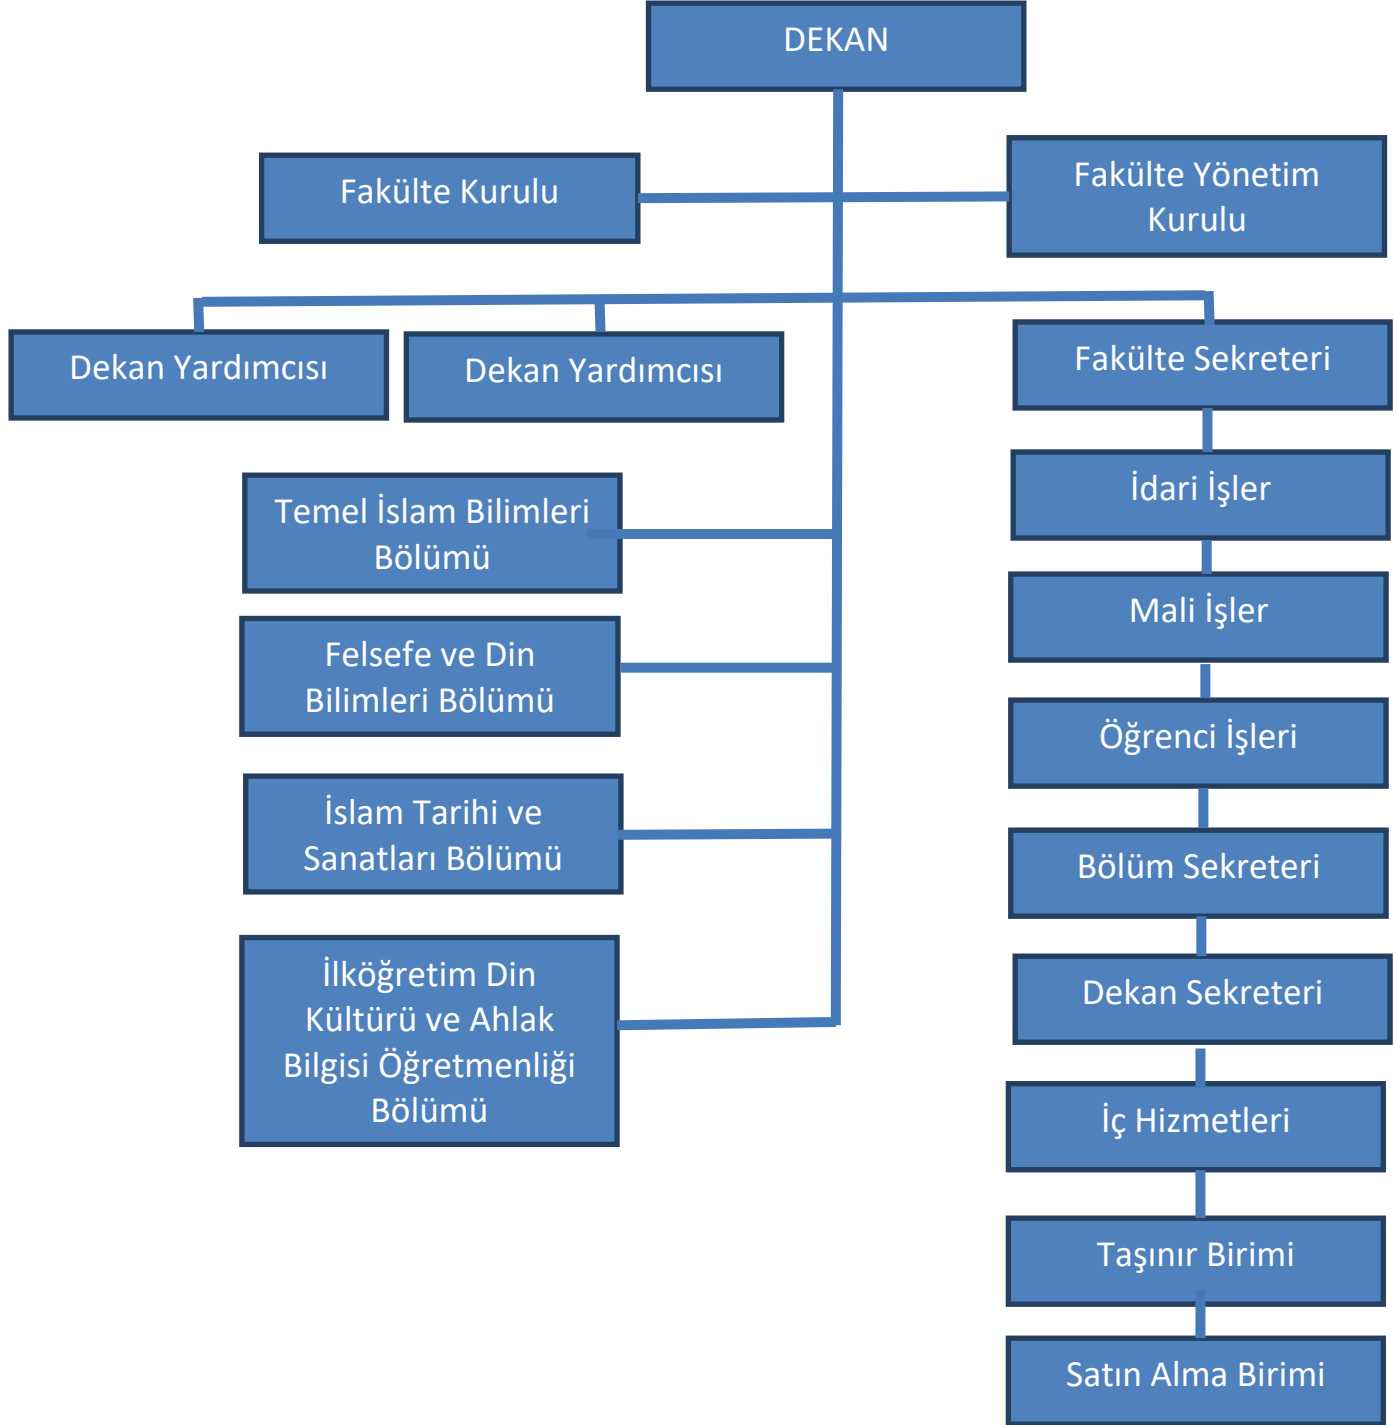 DEKAN
Fakülte Kurulu
Fakülte Yönetim
Kurulu
Dekan Yardımcısı
Dekan Yardımcısı
Fakülte Sekreteri
Temel İslam Bilimleri
Bölümü
Felsefe ve Din
Bilimleri Bölümü
İslam Tarihi ve
Sanatları Bölümü
İlköğretim Din
Kültürü ve Ahlak
Bilgisi Öğretmenliği
Bölümü
İdari İşler
Mali İşler
Öğrenci İşleri
Bölüm Sekreteri
Dekan Sekreteri
İç Hizmetleri
Taşınır Birimi
Satın Alma Birimi